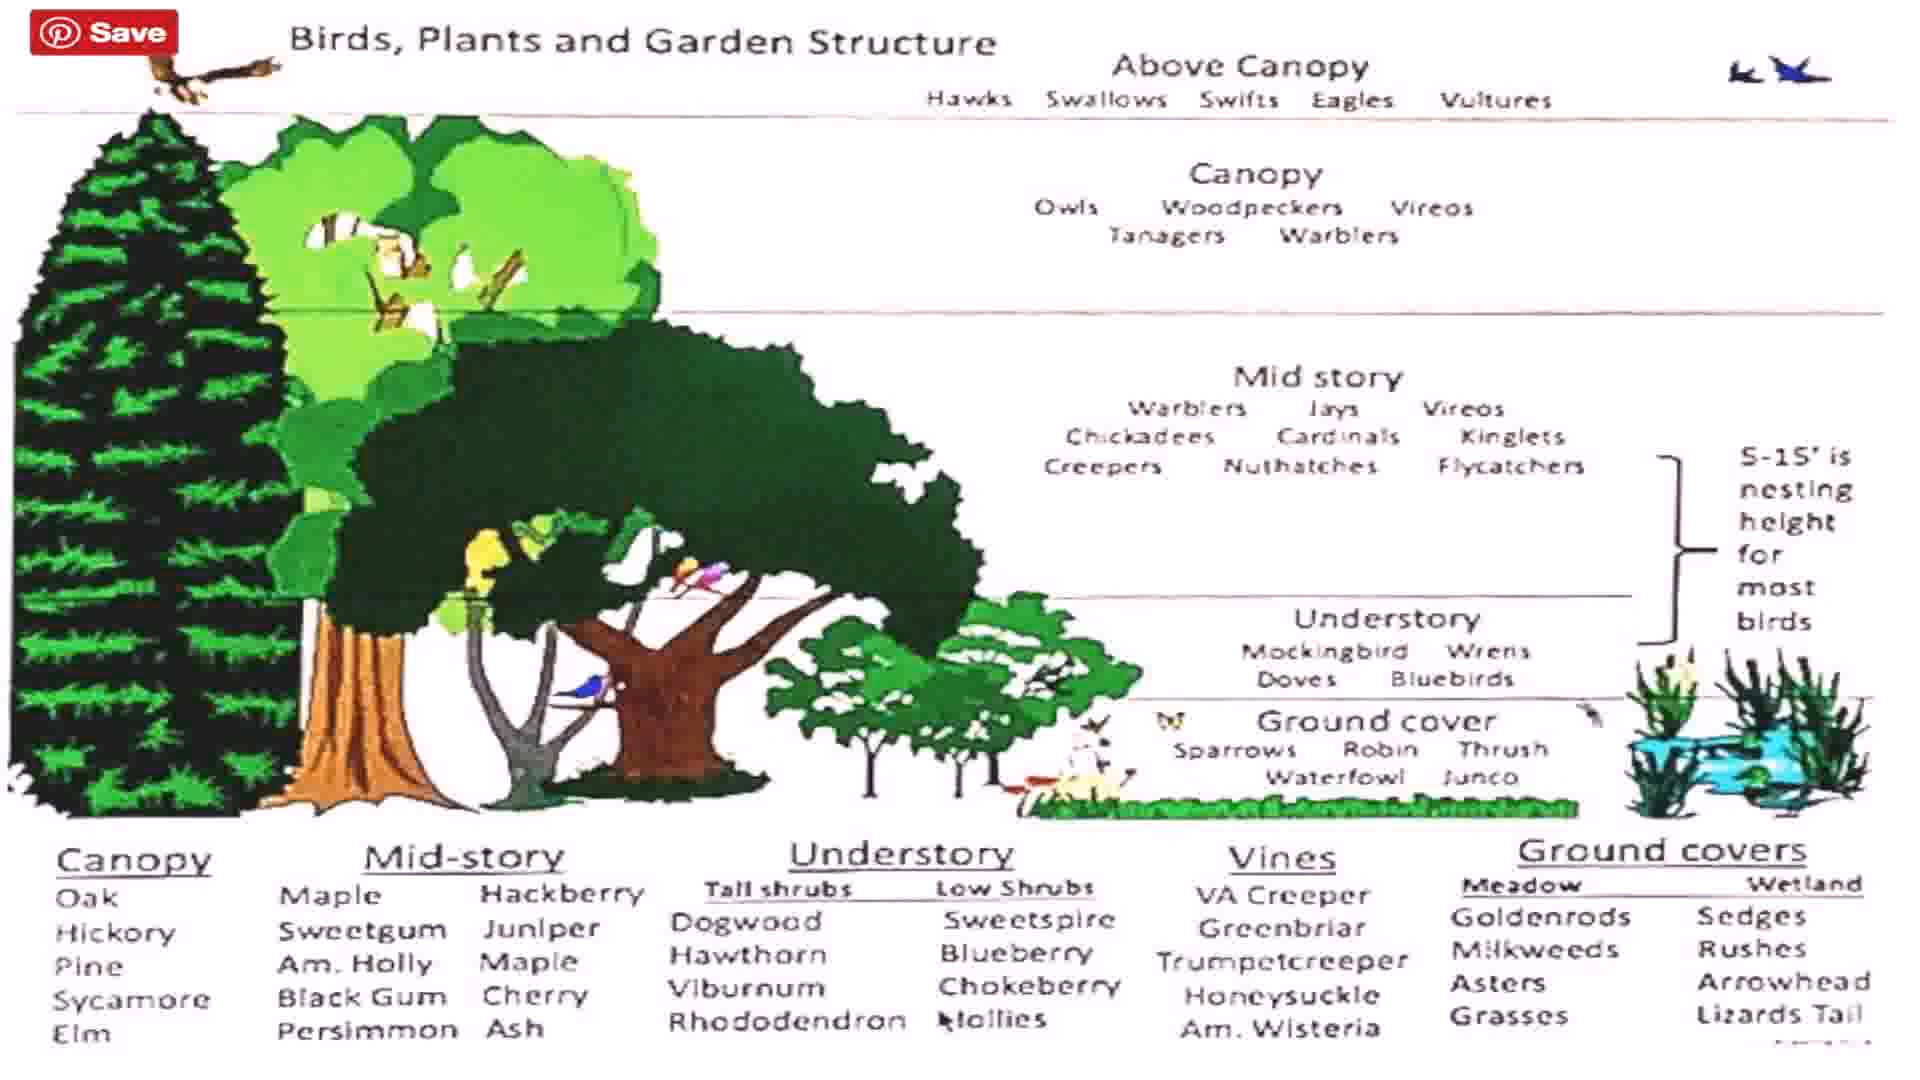 Save
Birds, Plants and Garden Structure
Above Canopy
Hawks Swallows Swifts Eagles Vultures
Canopy
Owls Woodpeckers Vireos
Tanagers Warblers
Mid story
Warblers Jays Vireos
Chickadees Cardinals Kinglets
Creepers Nuthatches Flycatchers
5-15' is
nesting
height
for
most
birds
Understory
Mockingbird Wrens
Doves Bluebirds
Ground cover
Sparrows Robin Thrush
Waterfowl Junco
Canopy
Oak
Hickory
Pine
Sycamore
Elm
Mid-story
Maple Hackberry
Sweetgum Juniper
Am. Holly Maple
Black Gum Cherry
Persimmon Ash
Understory
Tall shrubs Low Shrubs
Dogwood Sweetspire
Hawthorn Blueberry
Viburnum Chokeberry
Rhododendron Hollies
Vines
VA Creeper
Greenbriar
Trumpetcreeper
Honeysuckle
Am. Wisteria
Ground covers
Meadow Wetland
Goldenrods Sedges
Milkweeds Rushes
Asters Arrowhead
Grasses Lizards Tail